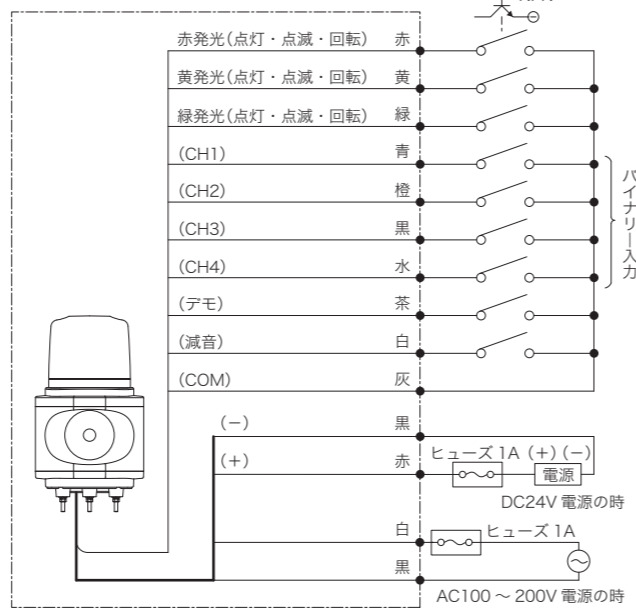 赤発光(点灯・点滅・回転) 赤
黄発光(点灯・点滅・回転) 黄
緑発光(点灯・点滅・回転) 緑
(CH1) 青
(CH2) 橙
(CH3) 黒
(CH4) 水
(デモ) 茶
(減音) 白
(COM) 灰
バイナリー入力
(−) 黒
(+) 赤
ヒューズ 1A (+) (−)
電源
DC24V 電源の時
白 ヒューズ 1A
黒
AC100 ~ 200V 電源の時